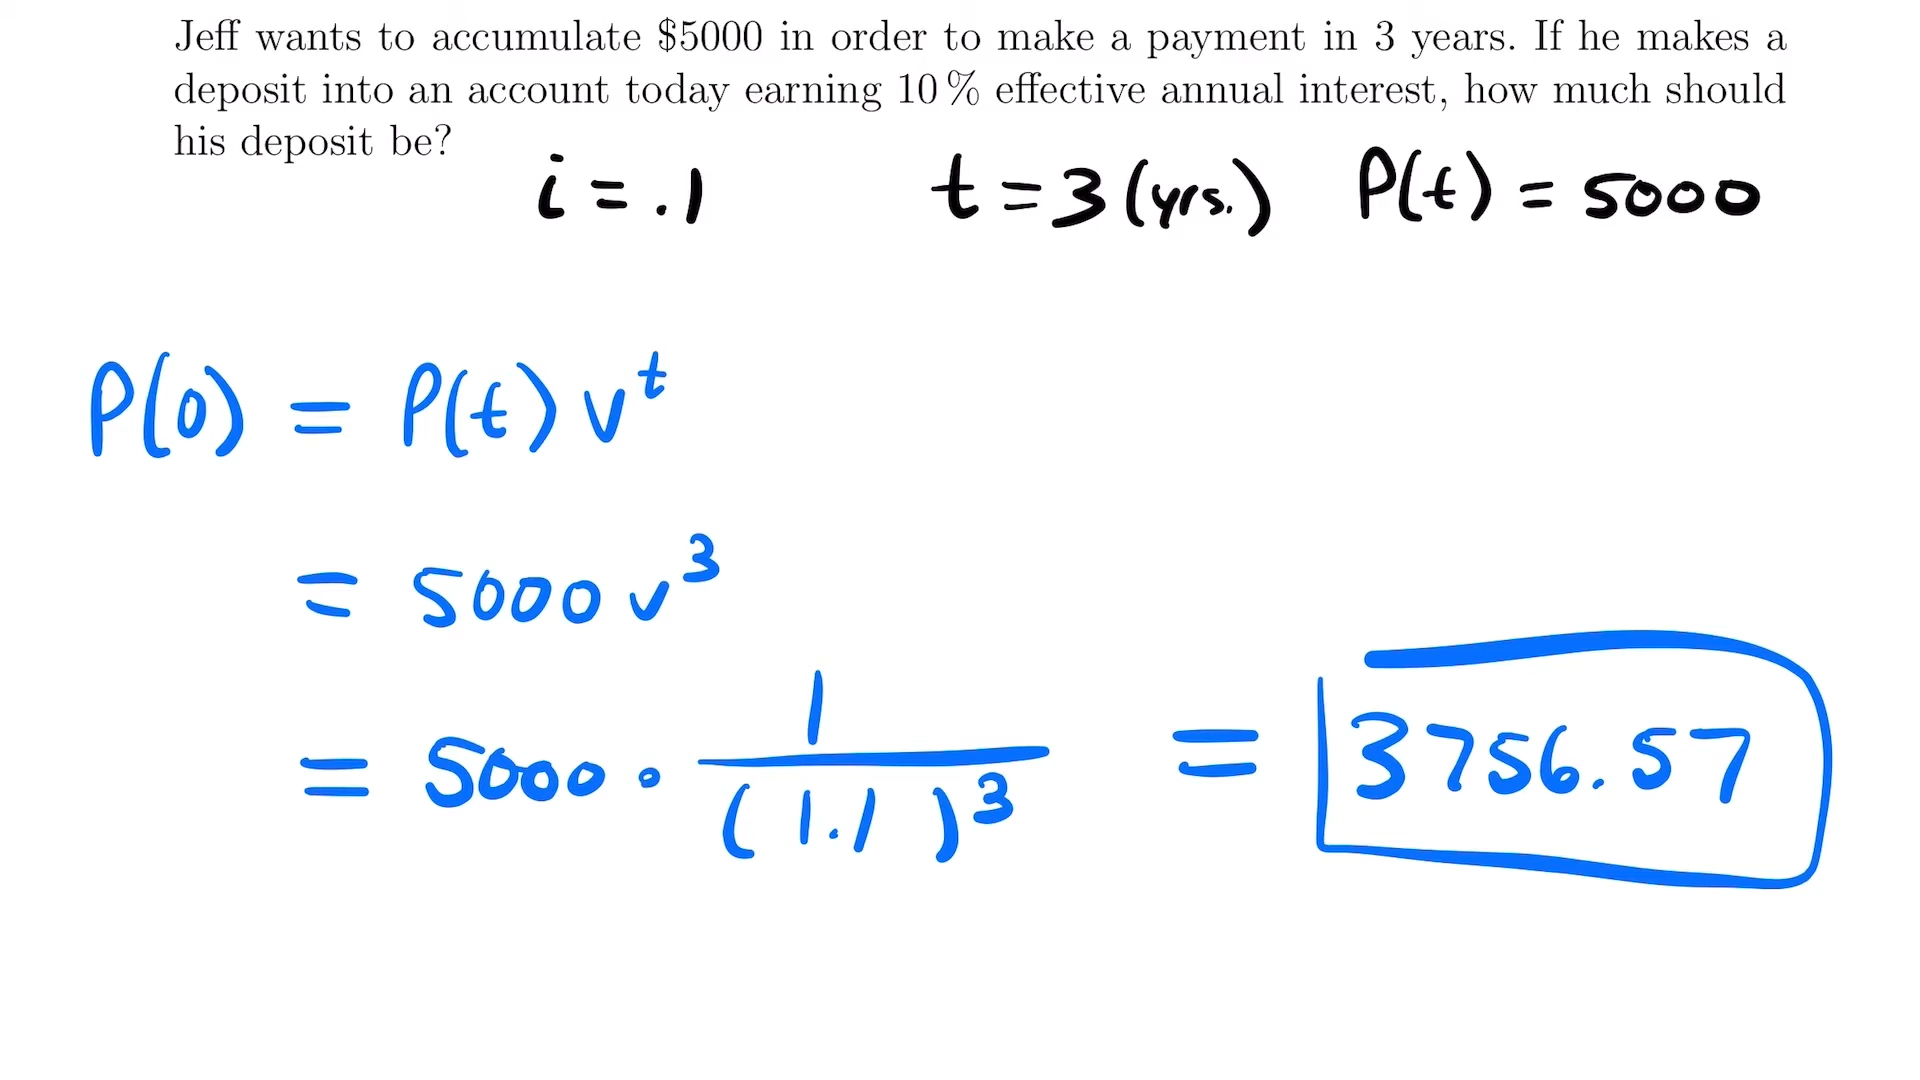 Jeff wants to accumulate $5000 in order to make a payment in 3 years. If he makes a
deposit into an account today earning 10 % effective annual interest, how much should
his deposit be?
i = .1 t = 3 (yrs.) P(t) = 5000
P(0) = P(t) v^t
= 5000 v^3
= 5000 · 1/(1.1)^3 = 3756.57